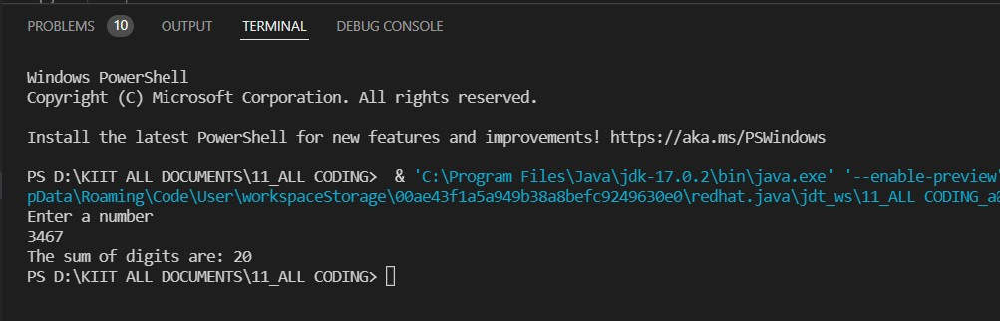 PROBLEMS 10 OUTPUT TERMINAL DEBUG CONSOLE
Windows PowerShell
Copyright (C) Microsoft Corporation. All rights reserved.
Install the latest PowerShell for new features and improvements! https://aka.ms/PSWindows
PS D:\KIIT ALL DOCUMENTS\11_ALL CODING> & 'C:\Program Files\Java\jdk-17.0.2\bin\java.exe' '--enable-preview'
pData\Roaming\Code\User\workspaceStorage\00ae43f1a5a949b38a8befc9249630e0\redhat.java\jdt_ws\11_ALL CODING_a
Enter a number
3467
The sum of digits are: 20
PS D:\KIIT ALL DOCUMENTS\11_ALL CODING>